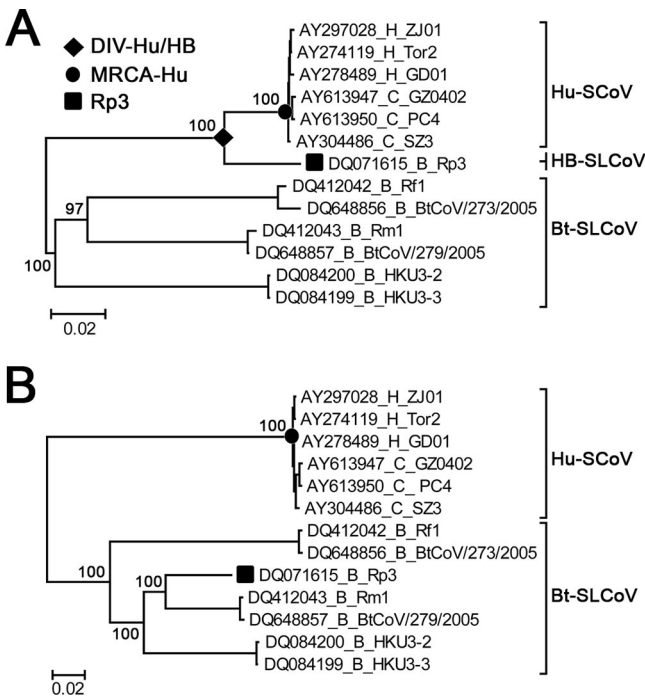 A
DIV-Hu/HB
MRCA-Hu
Rp3
100
100
AY297028_H_ZJ01
AY274119_H_Tor2
AY278489_H_GD01
AY613947_C_GZ0402
AY613950_C_PC4
AY304486_C_SZ3
Hu-SCoV
DQ071615_B_Rp3
HB-SLCoV
97
100
DQ412042_B_Rf1
DQ648856_B_BtCoV/273/2005
DQ412043_B_Rm1
DQ648857_B_BtCoV/279/2005
DQ084200_B_HKU3-2
DQ084199_B_HKU3-3
Bt-SLCoV
0.02
B
100
AY297028_H_ZJ01
AY274119_H_Tor2
AY278489_H_GD01
AY613947_C_GZ0402
AY613950_C_ PC4
AY304486_C_SZ3
Hu-SCoV
100
100
100
DQ412042_B_Rf1
DQ648856_B_BtCoV/273/2005
DQ071615_B_Rp3
DQ412043_B_Rm1
DQ648857_B_BtCoV/279/2005
DQ084200_B_HKU3-2
DQ084199_B_HKU3-3
Bt-SLCoV
0.02